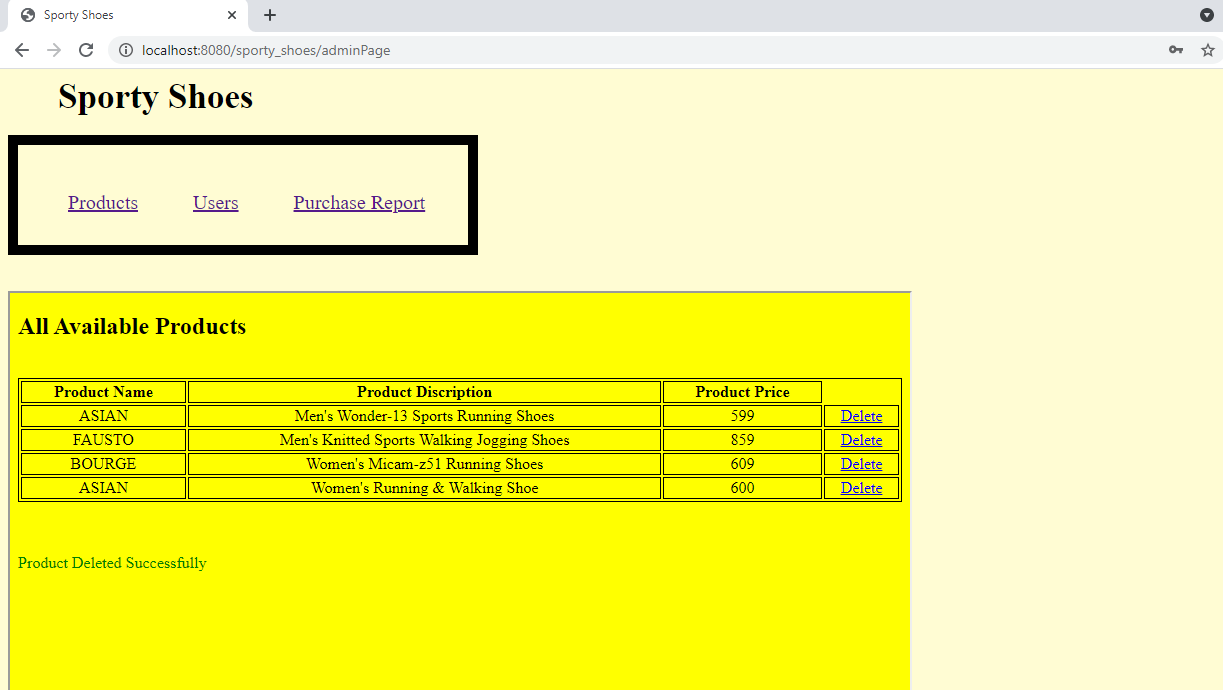 Sporty Shoes
localhost:8080/sporty_shoes/adminPage
Sporty Shoes
Products Users Purchase Report
All Available Products
Product Name Product Discription Product Price
ASIAN Men's Wonder-13 Sports Running Shoes 599 Delete
FAUSTO Men's Knitted Sports Walking Jogging Shoes 859 Delete
BOURGE Women's Micam-z51 Running Shoes 609 Delete
ASIAN Women's Running & Walking Shoe 600 Delete
Product Deleted Successfully